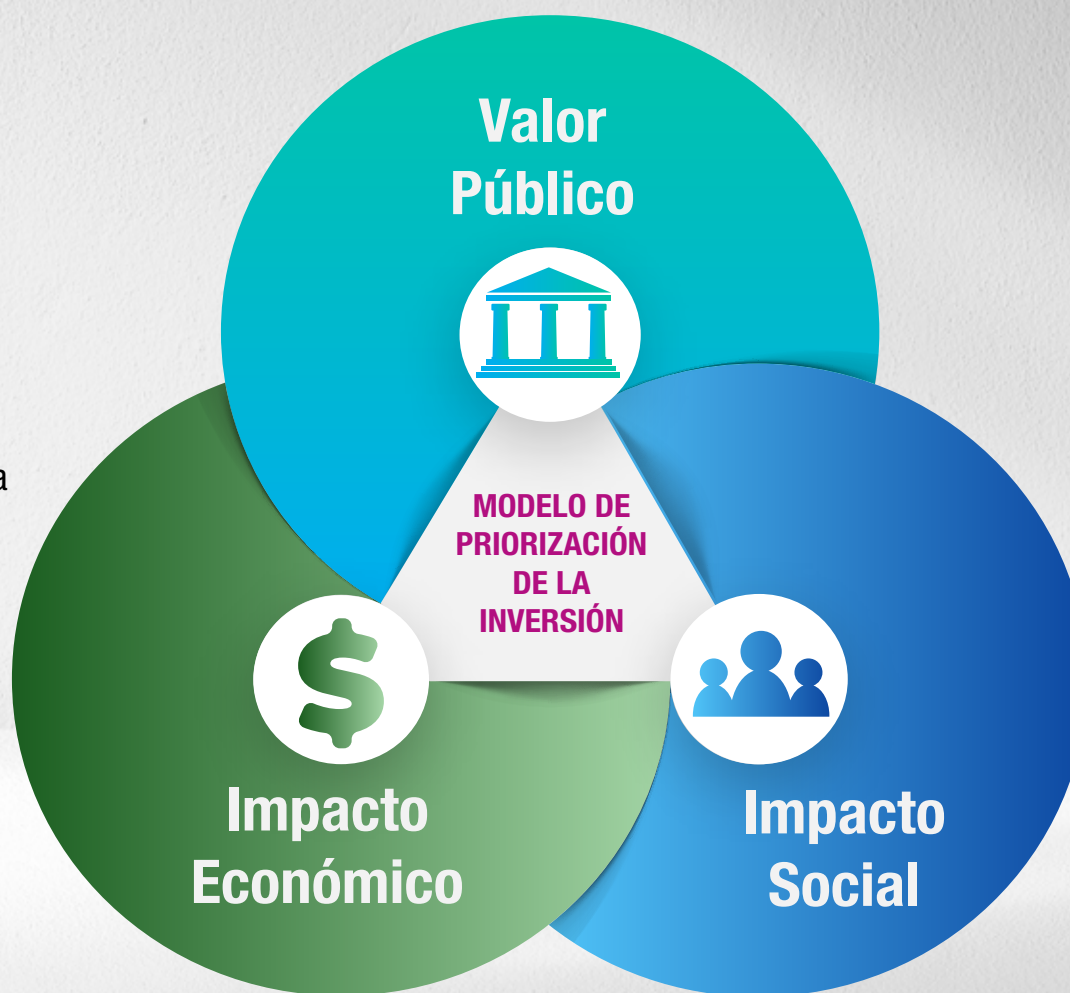 Valor
Público
a
MODELO DE
PRIORIZACIÓN
DE LA
INVERSIÓN
Impacto
Económico
Impacto
Social